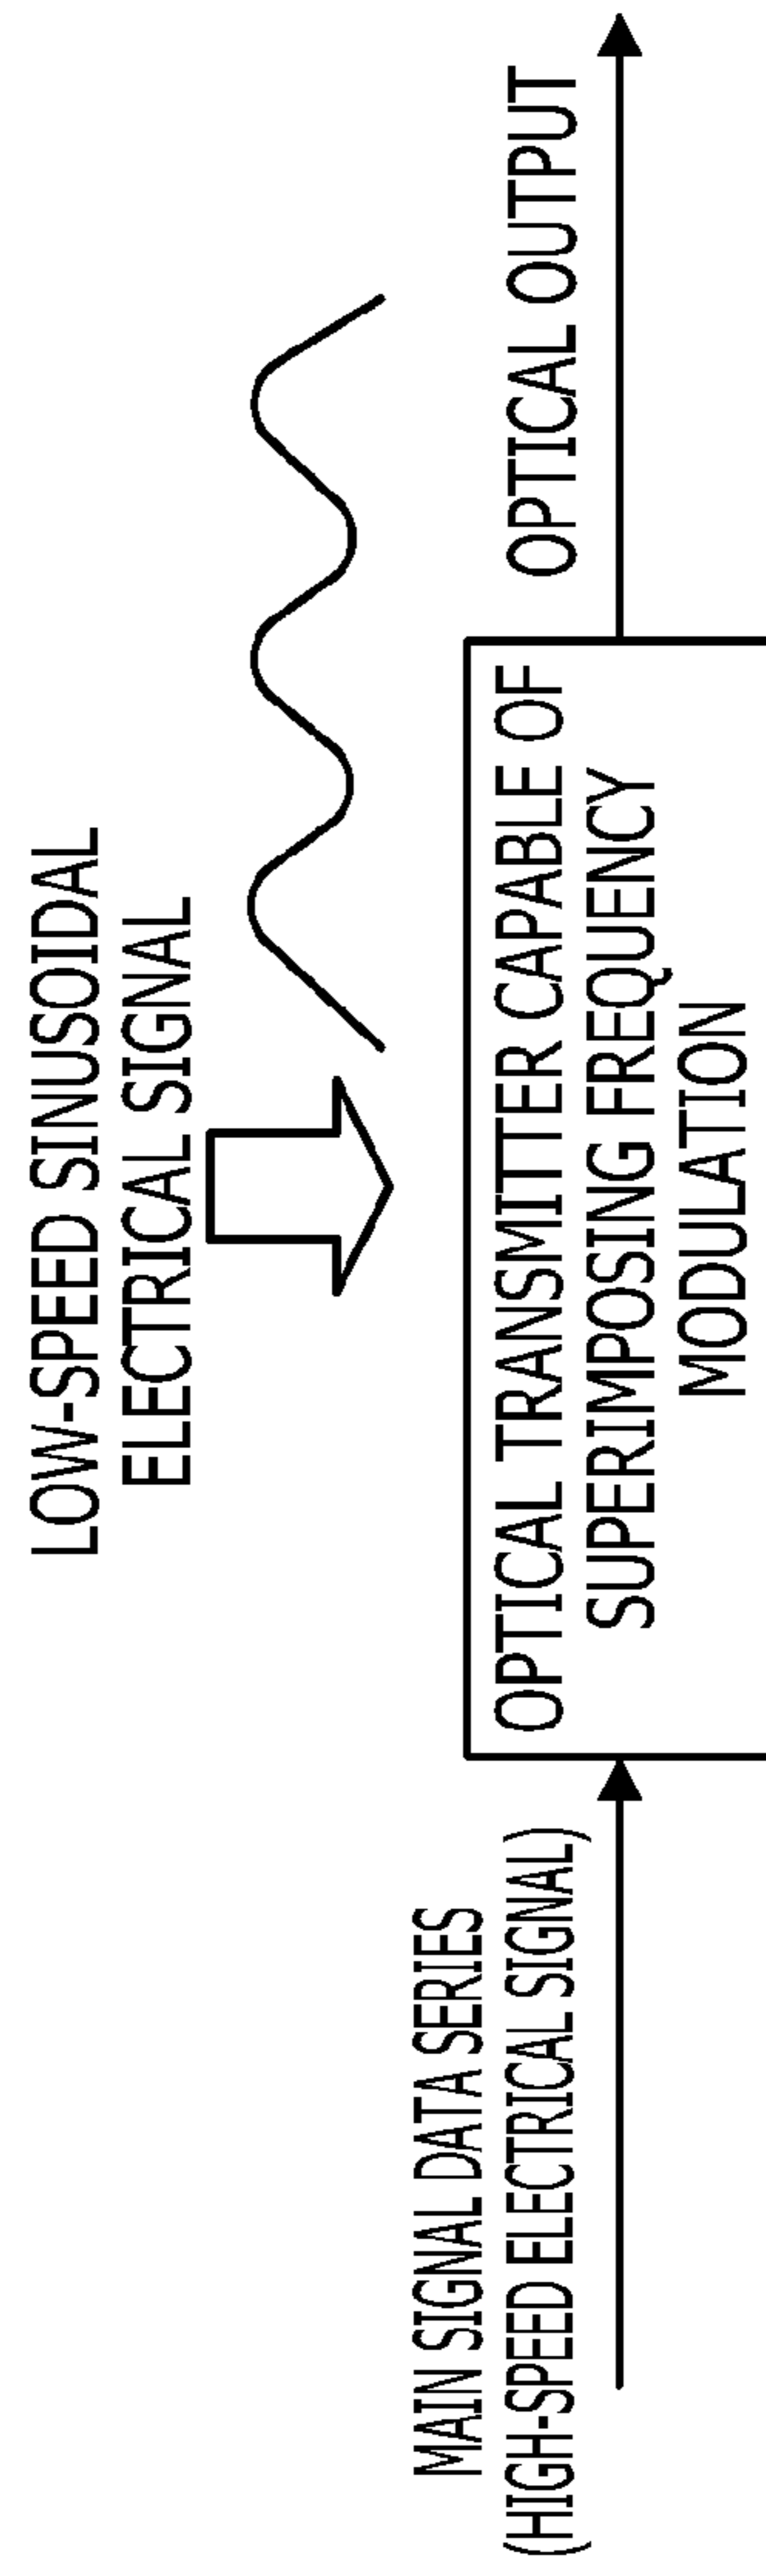 LOW-SPEED SINUSOIDAL
ELECTRICAL SIGNAL
MAIN SIGNAL DATA SERIES
(HIGH-SPEED ELECTRICAL SIGNAL)
OPTICAL TRANSMITTER CAPABLE OF
SUPERIMPOSING FREQUENCY
MODULATION
OPTICAL OUTPUT